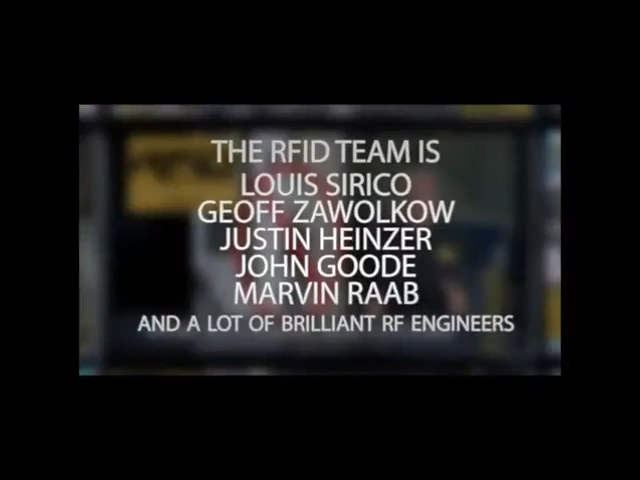 THE RFID TEAM IS
LOUIS SIRICO
GEOFF ZAWOLKOW
JUSTIN HEINZER
JOHN GOODE
MARVIN RAAB
AND A LOT OF BRILLIANT RF ENGINEERS